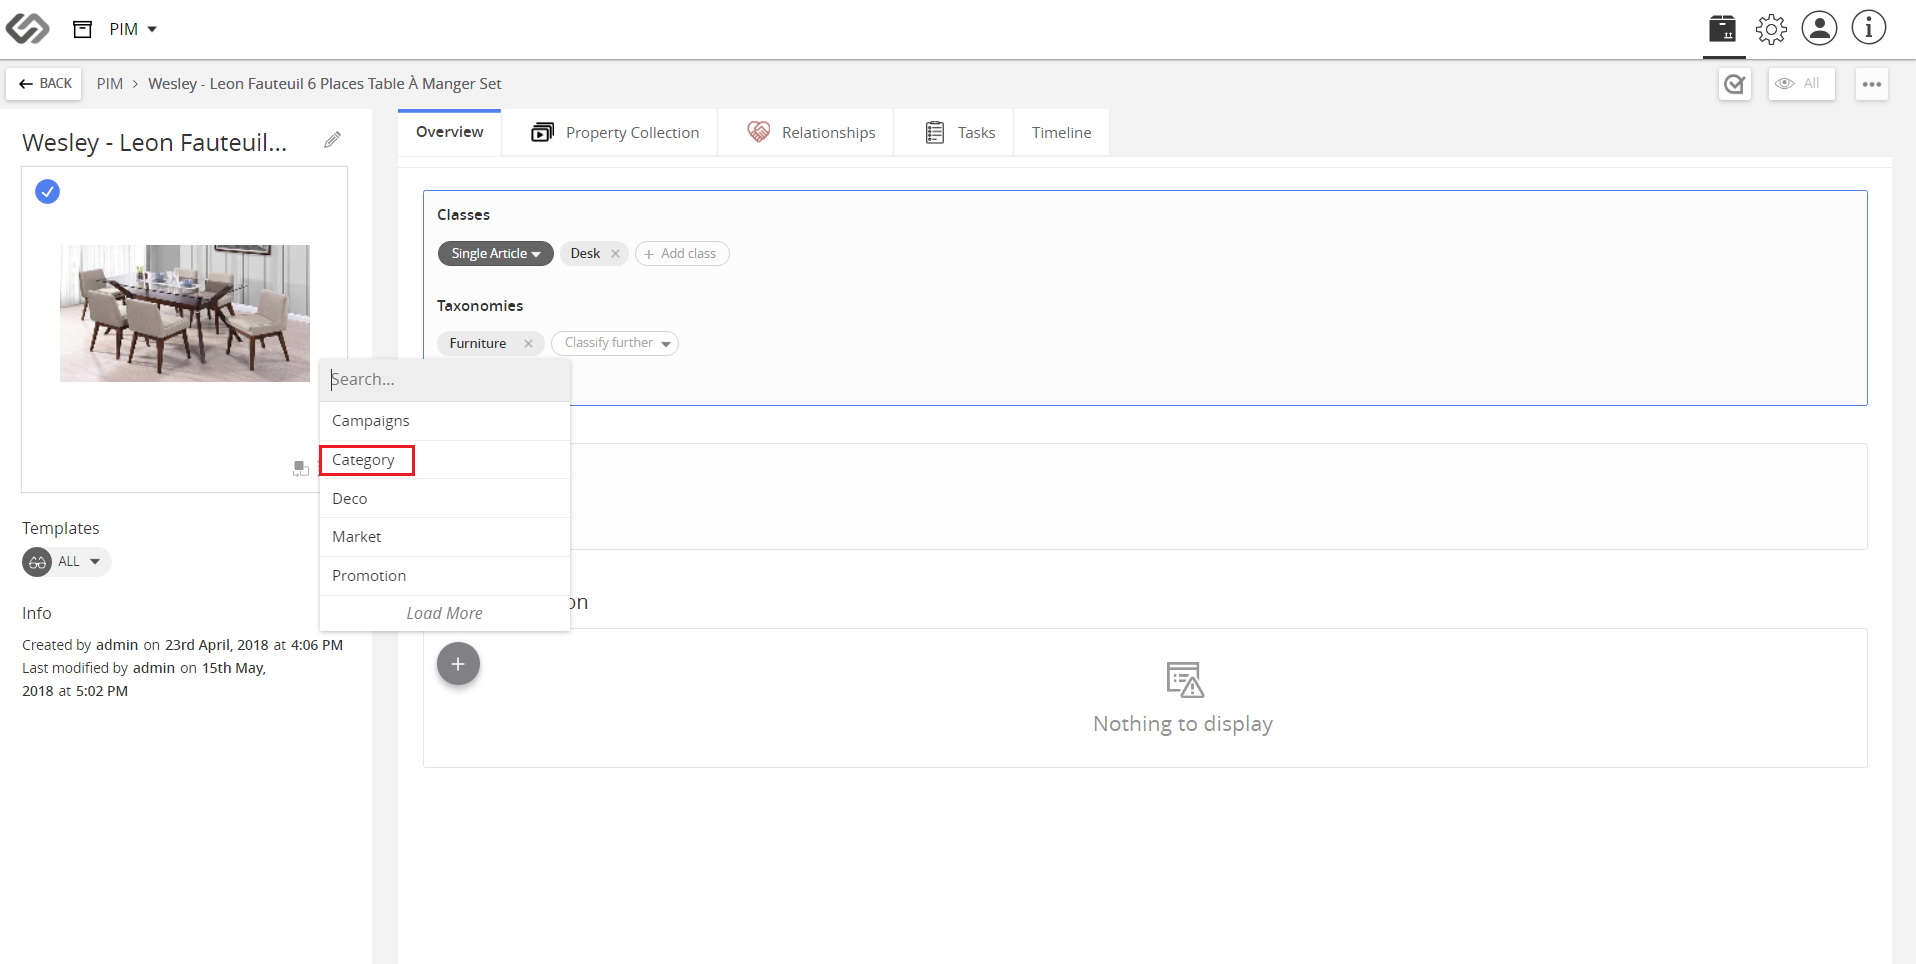 PIM
BACK
PIM > Wesley - Leon Fauteuil 6 Places Table À Manger Set
All
Wesley - Leon Fauteuil...
Overview
Property Collection
Relationships
Tasks
Timeline
Classes
Single Article
Desk ×
+ Add class
Taxonomies
Furniture ×
Classify further
Search...
Campaigns
Category
Deco
Market
Promotion
Load More
Templates
ALL
Info
Created by admin on 23rd April, 2018 at 4:06 PM
Last modified by admin on 15th May,
2018 at 5:02 PM
on
+
Nothing to display